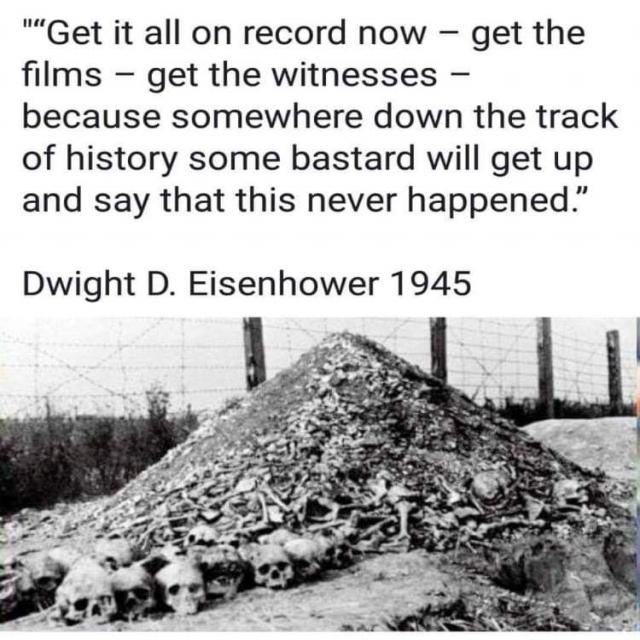 "“Get it all on record now – get the
films – get the witnesses –
because somewhere down the track
of history some bastard will get up
and say that this never happened.”
Dwight D. Eisenhower 1945